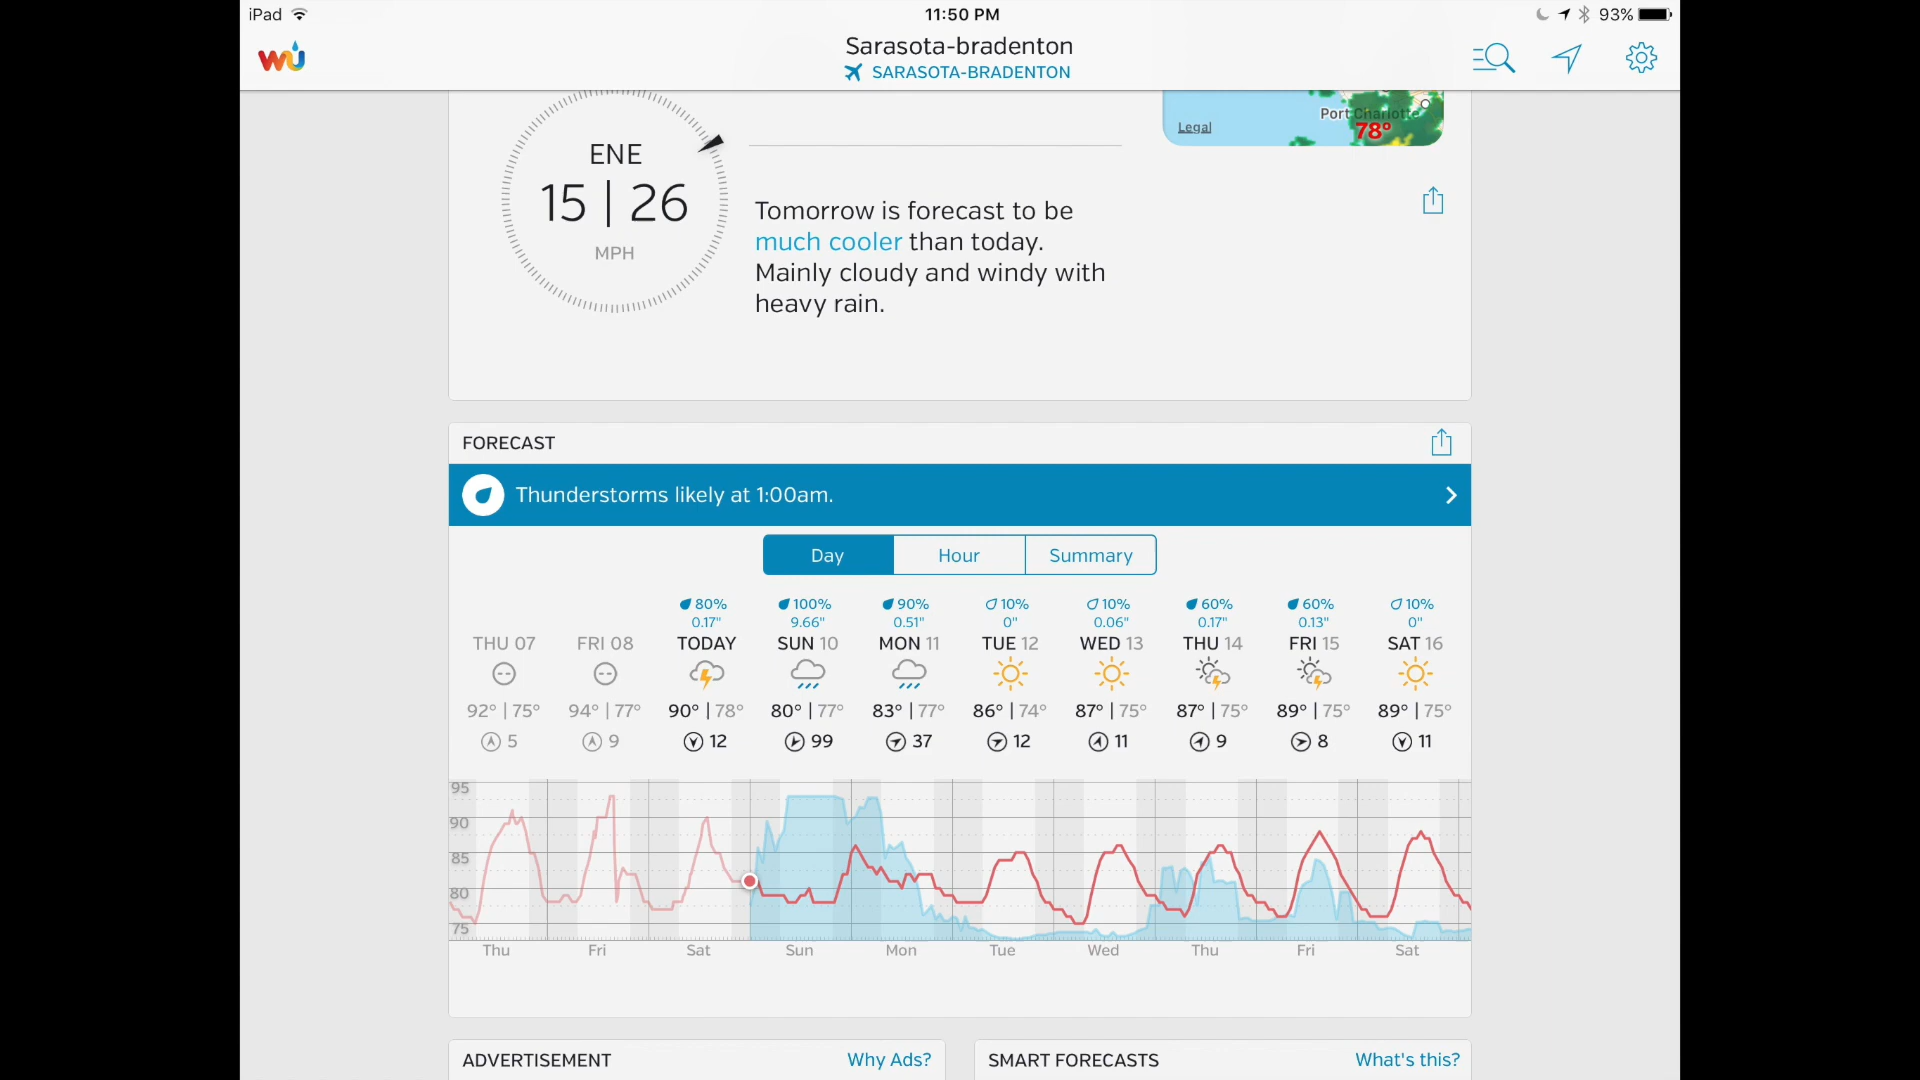 iPad 11:50 PM 93%
WU Sarasota-bradenton
SARASOTA-BRADENTON
Port Charlotte
Legal 78°
ENE
15 | 26
MPH
Tomorrow is forecast to be
much cooler than today.
Mainly cloudy and windy with
heavy rain.
FORECAST
Thunderstorms likely at 1:00am.
Day Hour Summary
80% 100% 90% 10% 10% 60% 60% 10%
0.17" 9.66" 0.51" 0" 0.06" 0.17" 0.13" 0"
THU 07 FRI 08 TODAY SUN 10 MON 11 TUE 12 WED 13 THU 14 FRI 15 SAT 16
92° | 75° 94° | 77° 90° | 78° 80° | 77° 83° | 77° 86° | 74° 87° | 75° 87° | 75° 89° | 75° 89° | 75°
5 9 12 99 37 12 11 9 8 11
95
90
85
80
75
Thu Fri Sat Sun Mon Tue Wed Thu Fri Sat
ADVERTISEMENT Why Ads? SMART FORECASTS What's this?